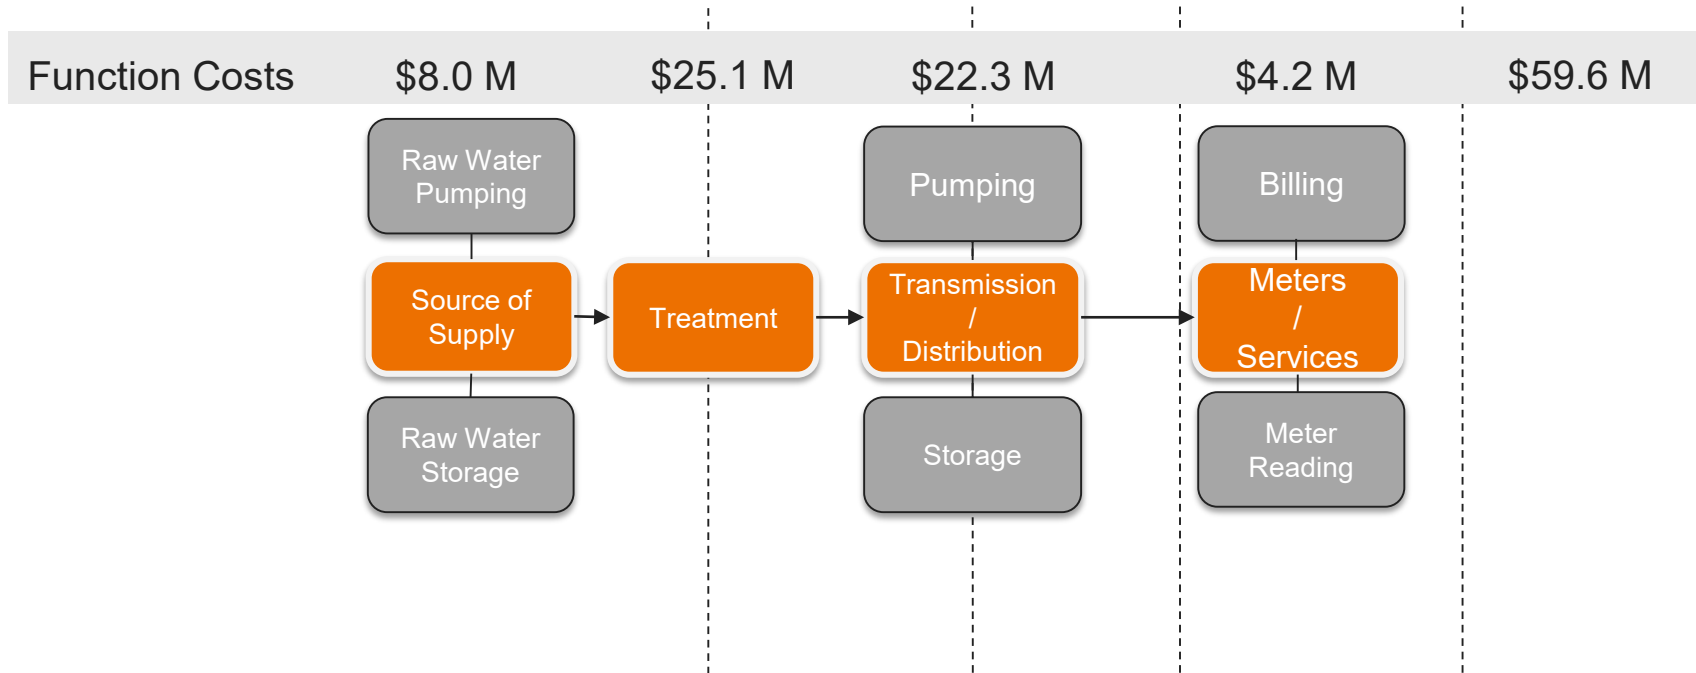 Function Costs $8.0 M $25.1 M $22.3 M $4.2 M $59.6 M
Raw Water
Pumping
Pumping
Billing
Source of
Supply
Treatment
Transmission
/
Distribution
Meters
/
Services
Raw Water
Storage
Storage
Meter
Reading